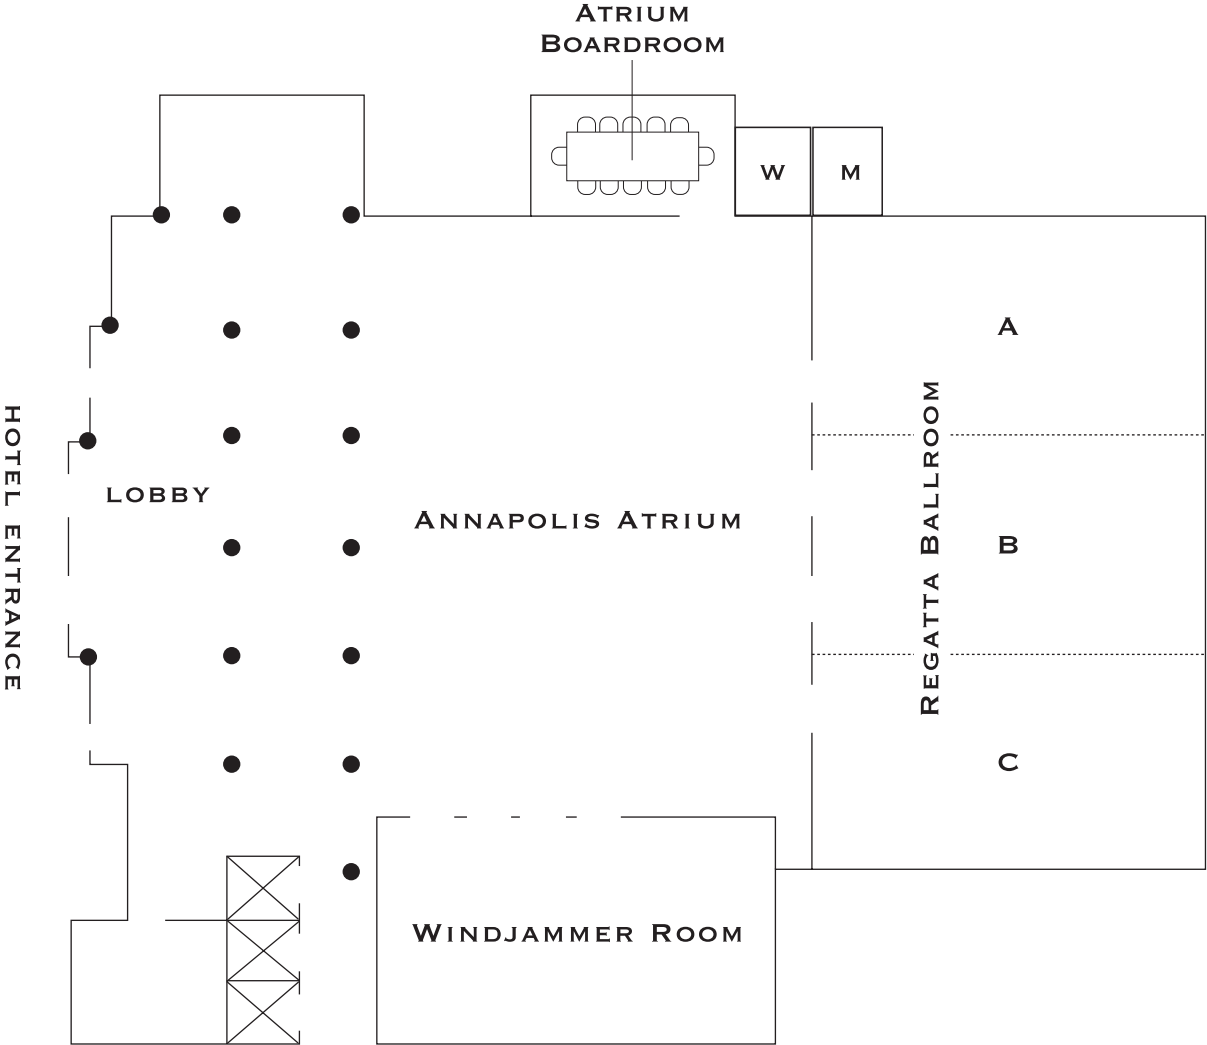 ATRIUM
BOARDROOM
W
M
A
HOTEL ENTRANCE
LOBBY
ANNAPOLIS ATRIUM
REGATTA BALLROOM
B
C
WINDJAMMER ROOM